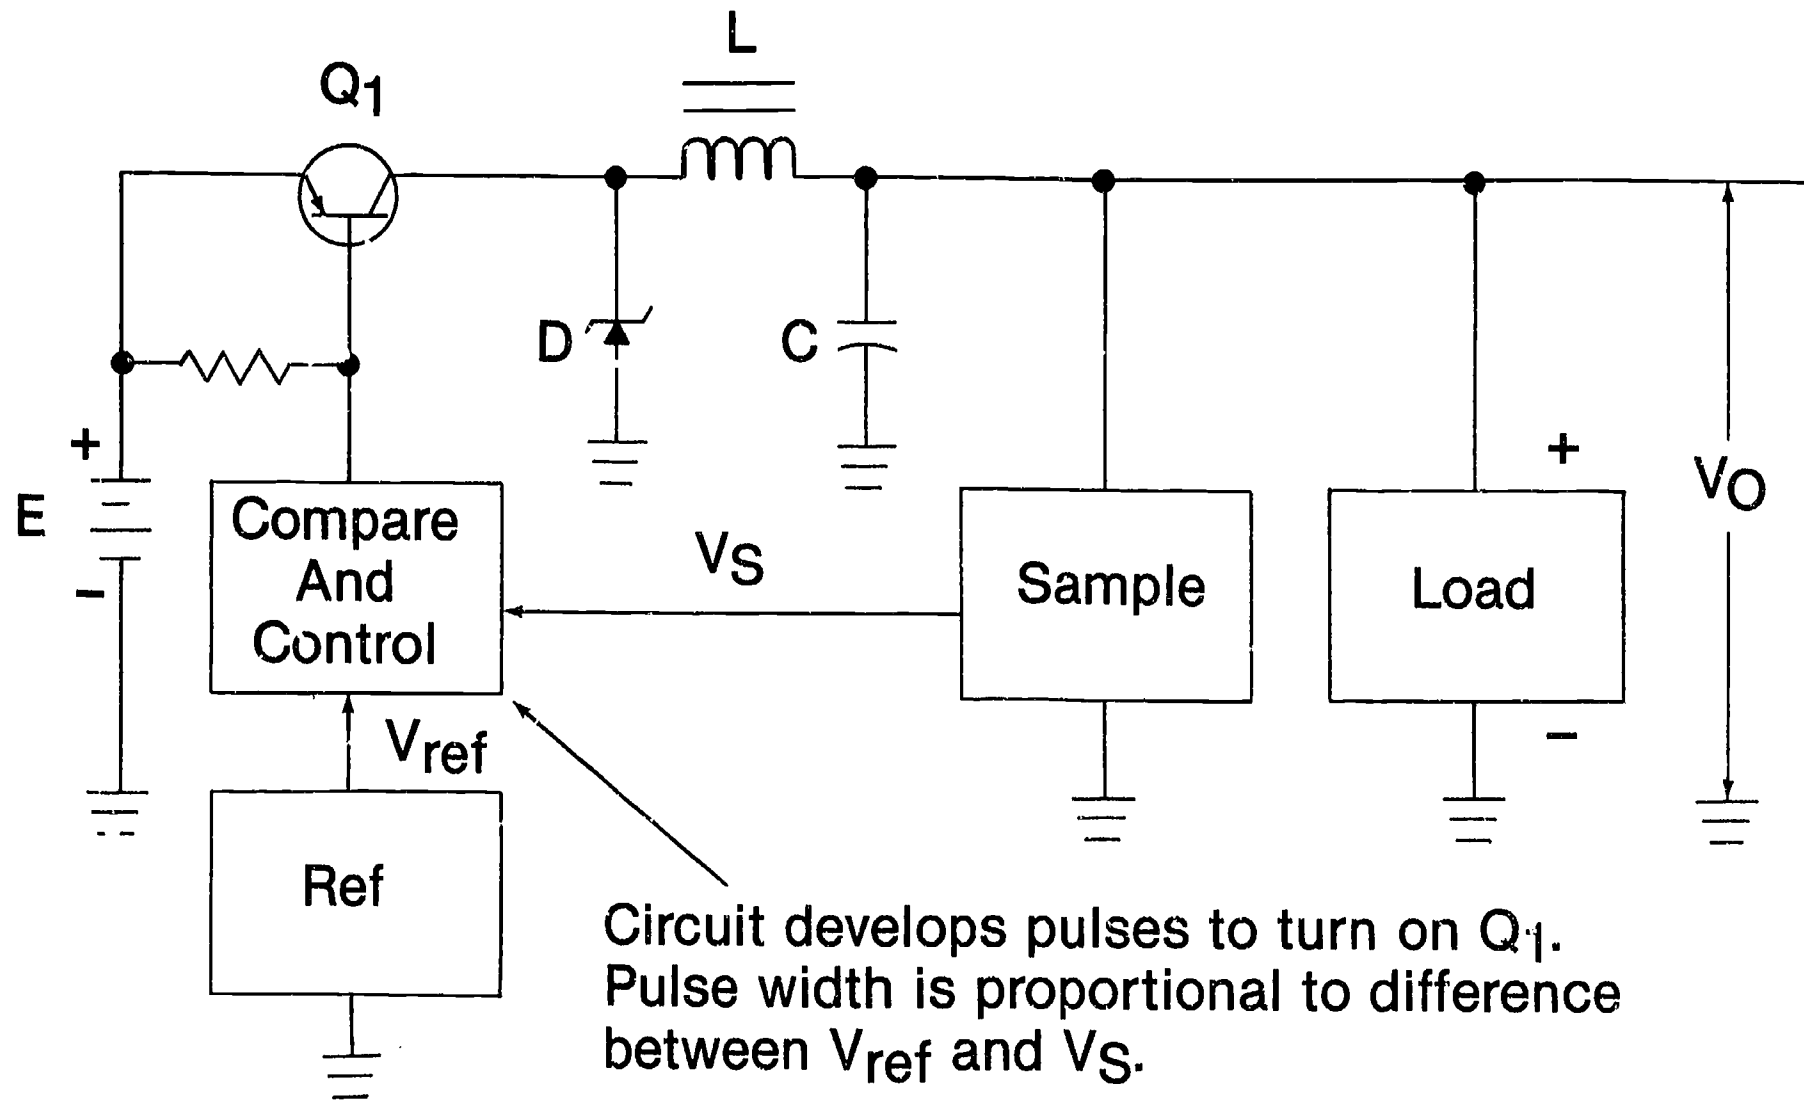 L
Q1
D
C
+
E
-
Compare
And
Control
VS
Sample
+
Load
-
VO
Vref
Ref
Circuit develops pulses to turn on Q1.
Pulse width is proportional to difference
between Vref and VS.